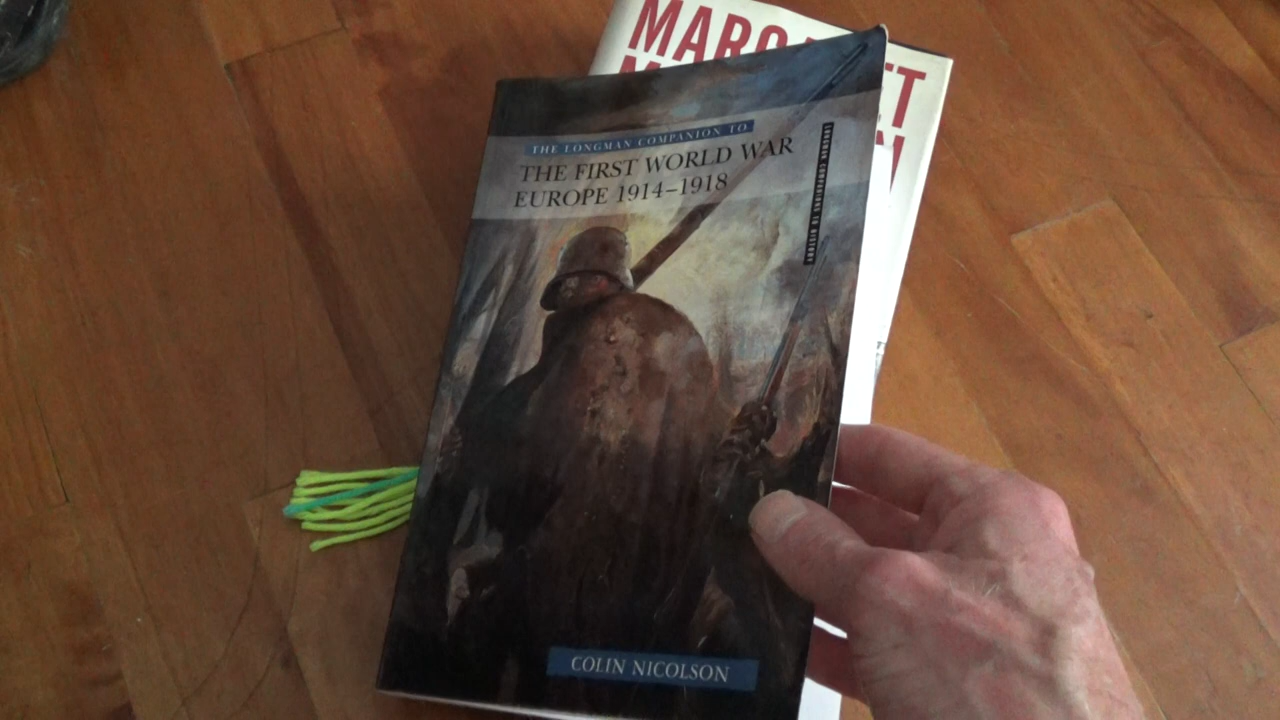 THE LONGMAN COMPANION TO
THE FIRST WORLD WAR
EUROPE 1914–1918
LONGMAN COMPANIONS TO HISTORY
COLIN NICOLSON